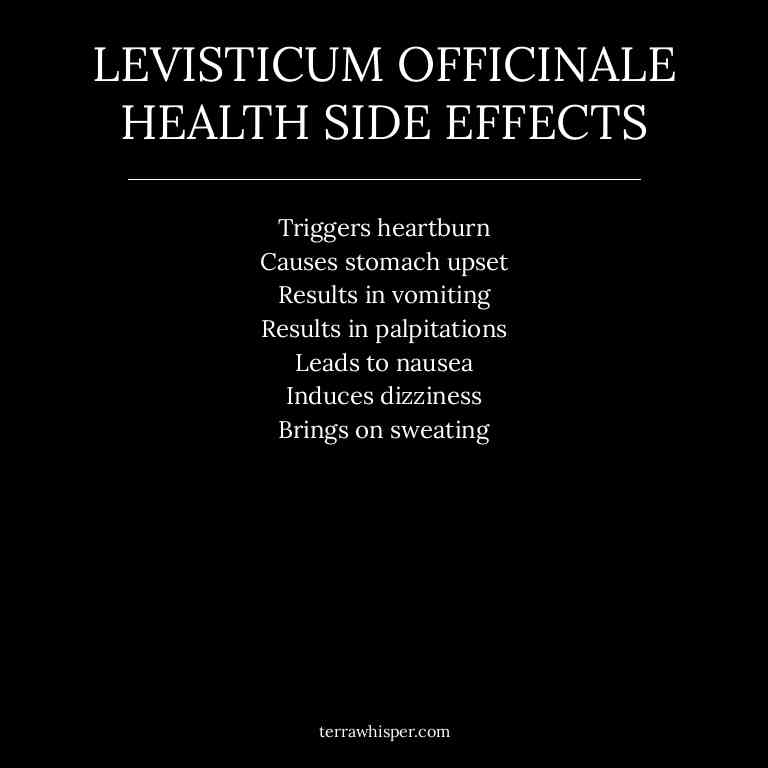 LEVISTICUM OFFICINALE
HEALTH SIDE EFFECTS
Triggers heartburn
Causes stomach upset
Results in vomiting
Results in palpitations
Leads to nausea
Induces dizziness
Brings on sweating
terrawhisper.com